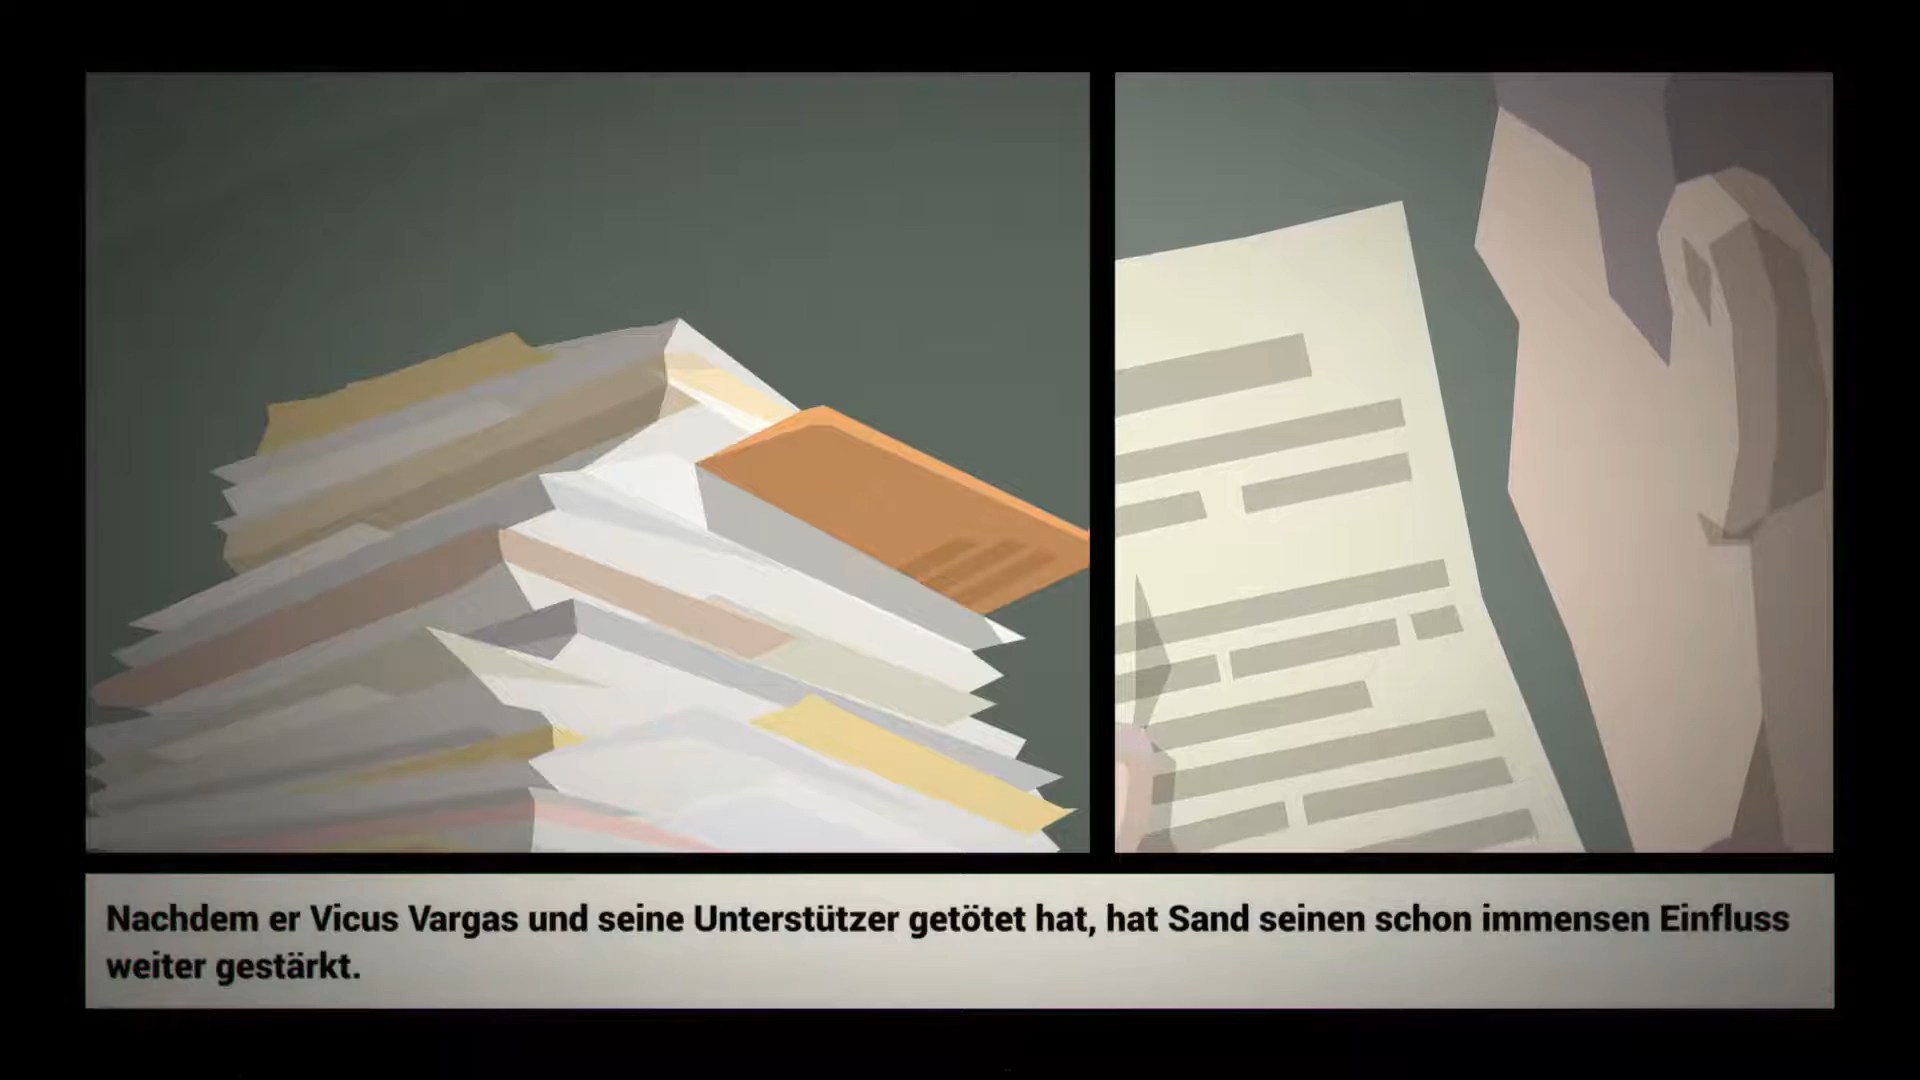 Nachdem er Vicus Vargas und seine Unterstützer getötet hat, hat Sand seinen schon immensen Einfluss
weiter gestärkt.